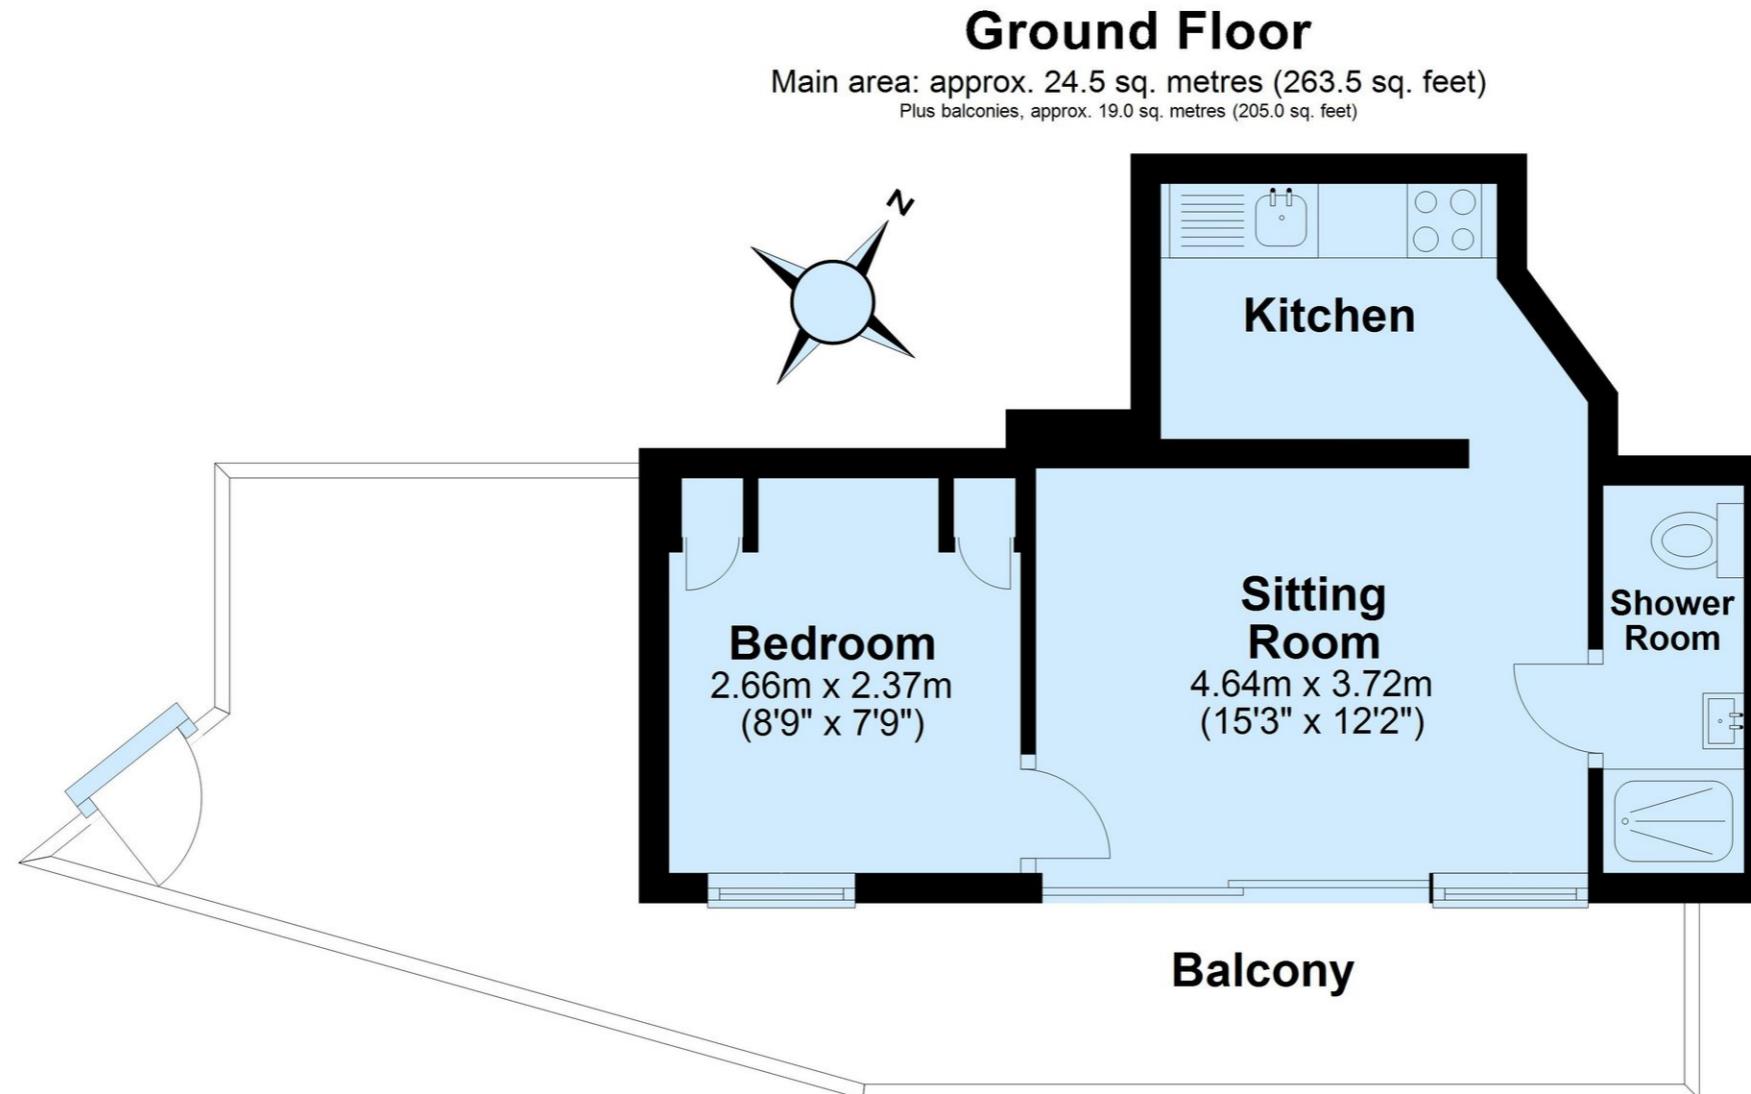 Ground Floor
Main area: approx. 24.5 sq. metres (263.5 sq. feet)
Plus balconies, approx. 19.0 sq. metres (205.0 sq. feet)
N
Kitchen
Sitting
Room
4.64m x 3.72m
(15'3" x 12'2")
Shower
Room
Bedroom
2.66m x 2.37m
(8'9" x 7'9")
Balcony